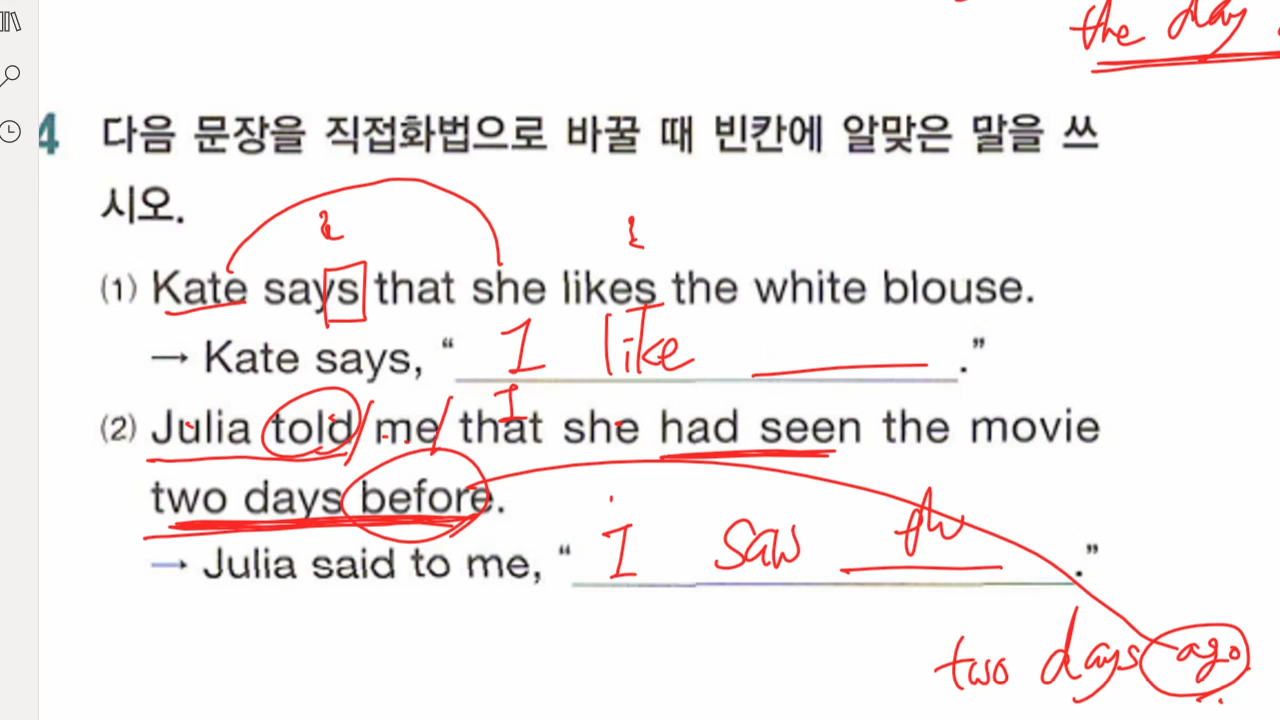 the day
4 다음 문장을 직접화법으로 바꿀 때 빈칸에 알맞은 말을 쓰
시오.
(1) Kate says that she likes the white blouse.
→ Kate says, “ I like ______ .”
I
(2) Julia told / me / that she had seen the movie
two days before.
→ Julia said to me, “ I saw ______ .”
two days ago